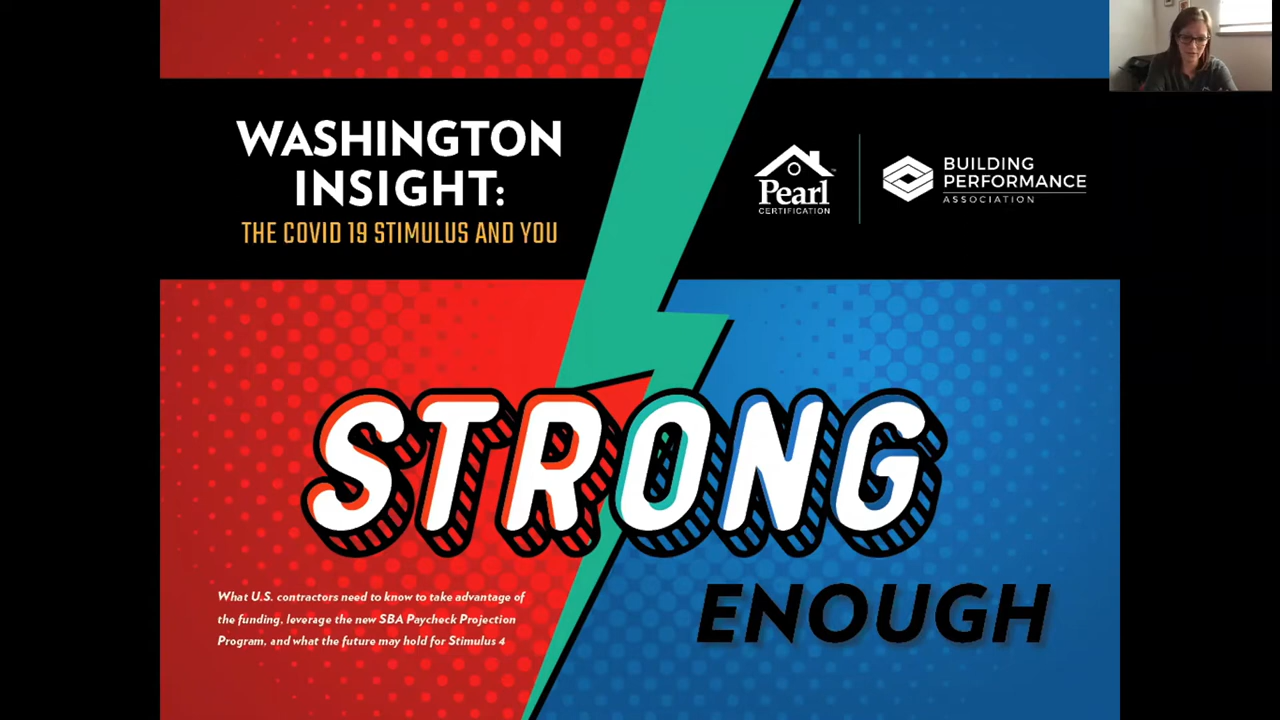 WASHINGTON
INSIGHT:
THE COVID 19 STIMULUS AND YOU
Pearl™
CERTIFICATION
BUILDING
PERFORMANCE
ASSOCIATION
STRONG
ENOUGH
What U.S. contractors need to know to take advantage of
the funding, leverage the new SBA Paycheck Projection
Program, and what the future may hold for Stimulus 4